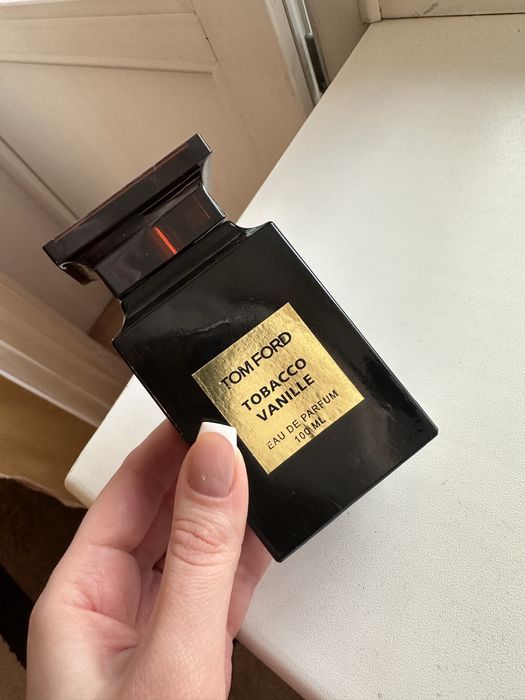 TOM FORD
TOBACCO
VANILLE
EAU DE PARFUM
100 ML